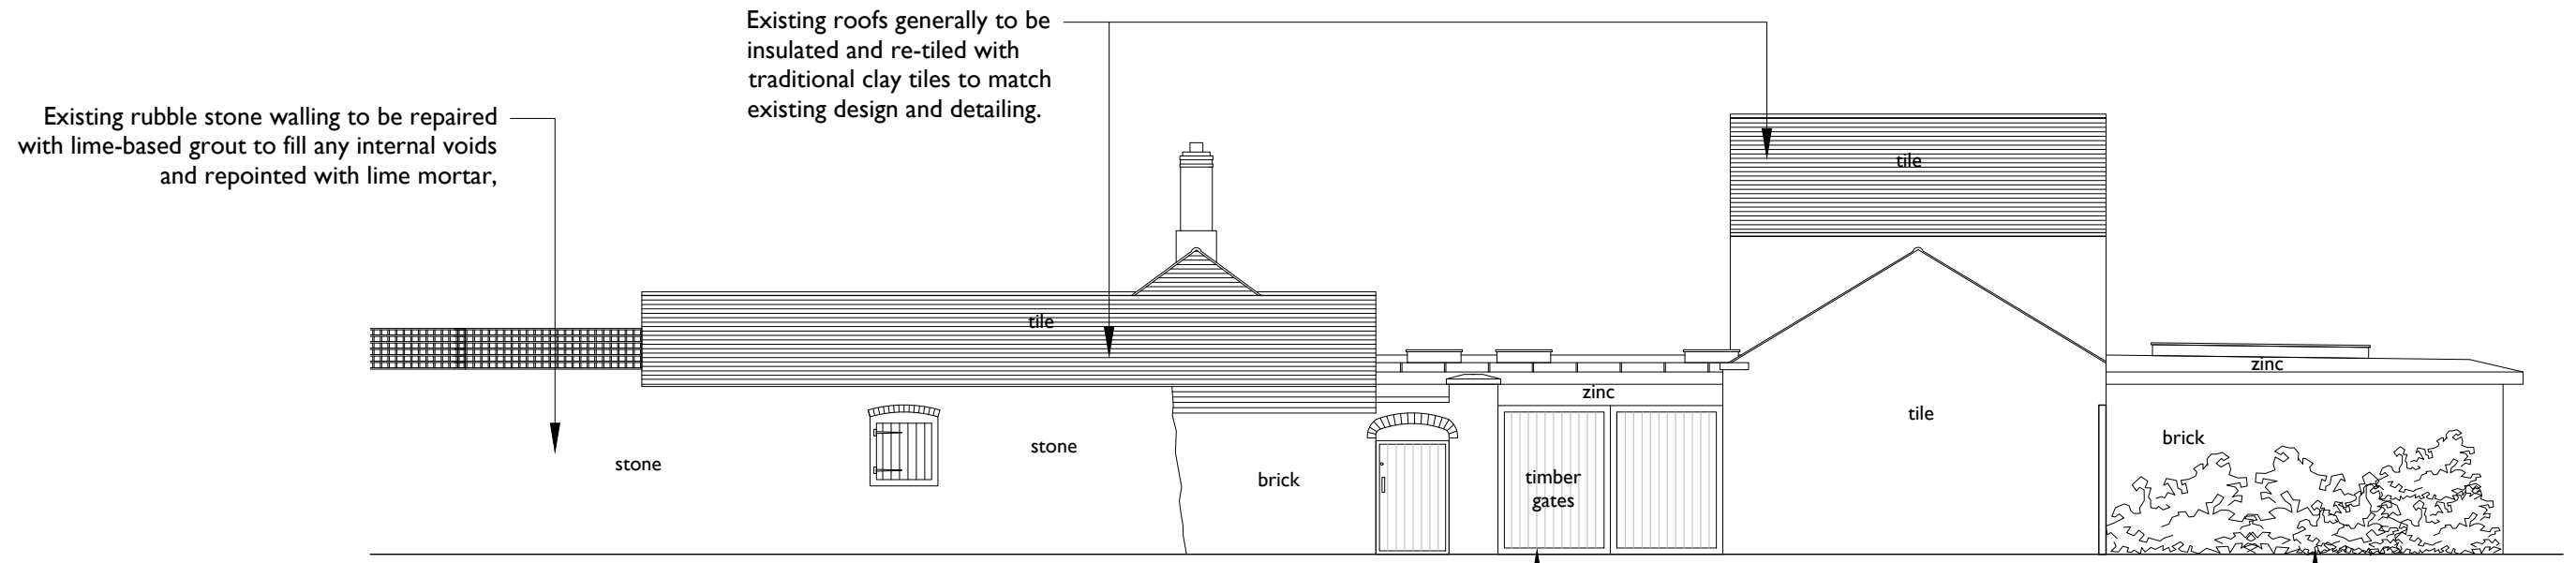 Existing roofs generally to be
insulated and re-tiled with
traditional clay tiles to match
existing design and detailing.
Existing rubble stone walling to be repaired
with lime-based grout to fill any internal voids
and repointed with lime mortar,
tile
tile
zinc
zinc
tile
brick
stone
stone
brick
timber
gates